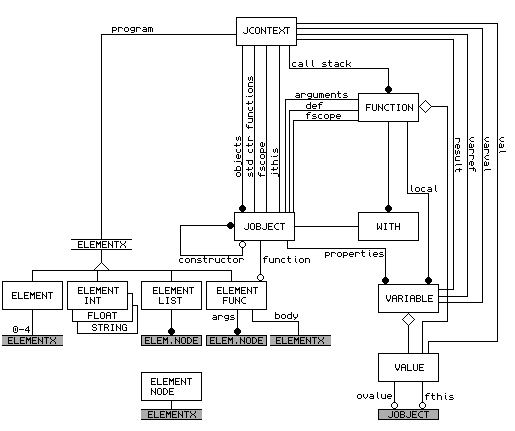 program
JCONTEXT
call stack
arguments
def
fscope
FUNCTION
objects
std ctr functions
fscope
jthis
result
varref
varval
val
local
JOBJECT
WITH
ELEMENTX
constructor
function
properties
ELEMENT
ELEMENT
INT
FLOAT
STRING
ELEMENT
LIST
ELEMENT
FUNC
VARIABLE
0-4
args
body
ELEMENTX
ELEM.NODE
ELEM.NODE
ELEMENTX
VALUE
ELEMENT
NODE
ovalue
fthis
ELEMENTX
JOBJECT